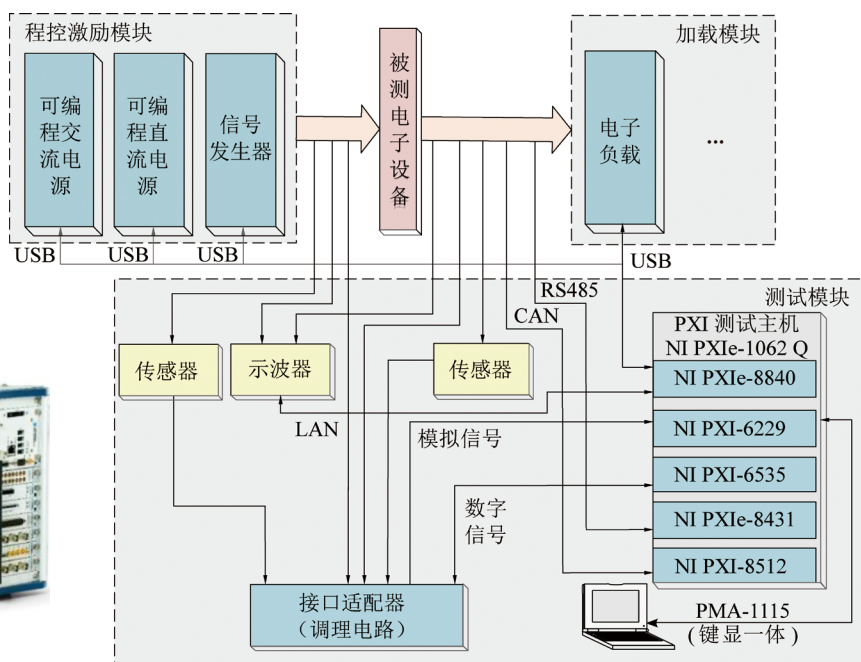 程控激励模块
可编
程交
流电
源
可编
程直
流电
源
信号
发生器
被
测
电
子
设
备
加载模块
电子
负载
...
USB
USB
USB
USB
测试模块
RS485
CAN
PXI 测试主机
NI PXIe-1062 Q
NI PXIe-8840
NI PXI-6229
NI PXI-6535
NI PXIe-8431
NI PXI-8512
传感器
示波器
传感器
LAN
模拟信号
数字
信号
接口适配器
（调理电路）
PMA-1115
(键显一体)